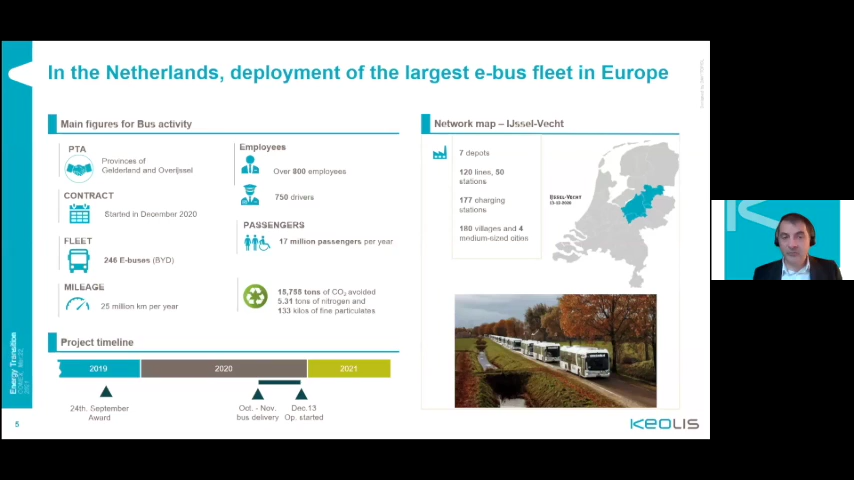 In the Netherlands, deployment of the largest e-bus fleet in Europe
Main figures for Bus activity
PTA
Provinces of
Gelderland and Overijssel
CONTRACT
Started in December 2020
FLEET
246 E-buses (BYD)
MILEAGE
25 million km per year
Employees
Over 800 employees
750 drivers
PASSENGERS
17 million passengers per year
15,755 tons of CO2 avoided
5.31 tons of nitrogen and
133 kilos of fine particulates
Project timeline
2019
2020
2021
24th. September
Award
Oct. - Nov.
bus delivery
Dec.13
Op. started
Network map – IJssel-Vecht
7 depots
120 lines, 50
stations
177 charging
stations
180 villages and 4
medium-sized cities
IJssel-Vecht
Energy Transition
5
KEOLIS